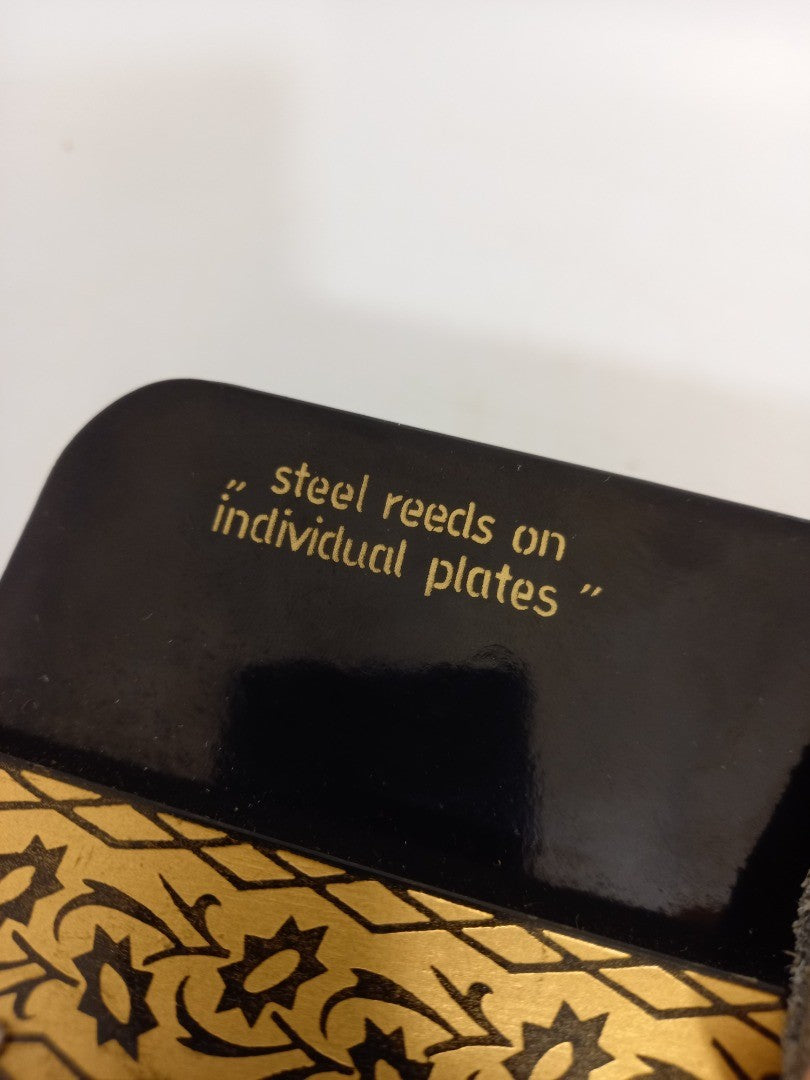 „ steel reeds on
individual plates ”